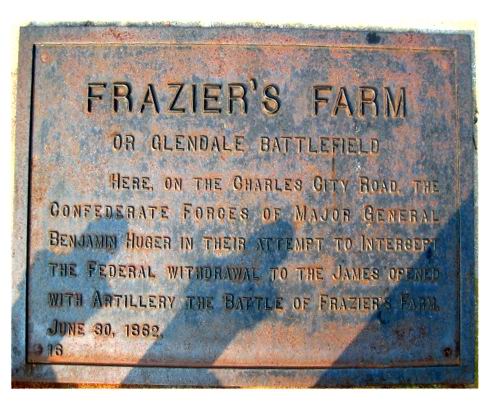 FRAZIER'S FARM
OR GLENDALE BATTLEFIELD
HERE, ON THE CHARLES CITY ROAD, THE
CONFEDERATE FORCES OF MAJOR GENERAL
BENJAMIN HUGER IN THEIR ATTEMPT TO INTERCEPT
THE FEDERAL WITHDRAWAL TO THE JAMES OPENED
WITH ARTILLERY THE BATTLE OF FRAZIER'S FARM,
JUNE 30, 1862.
16